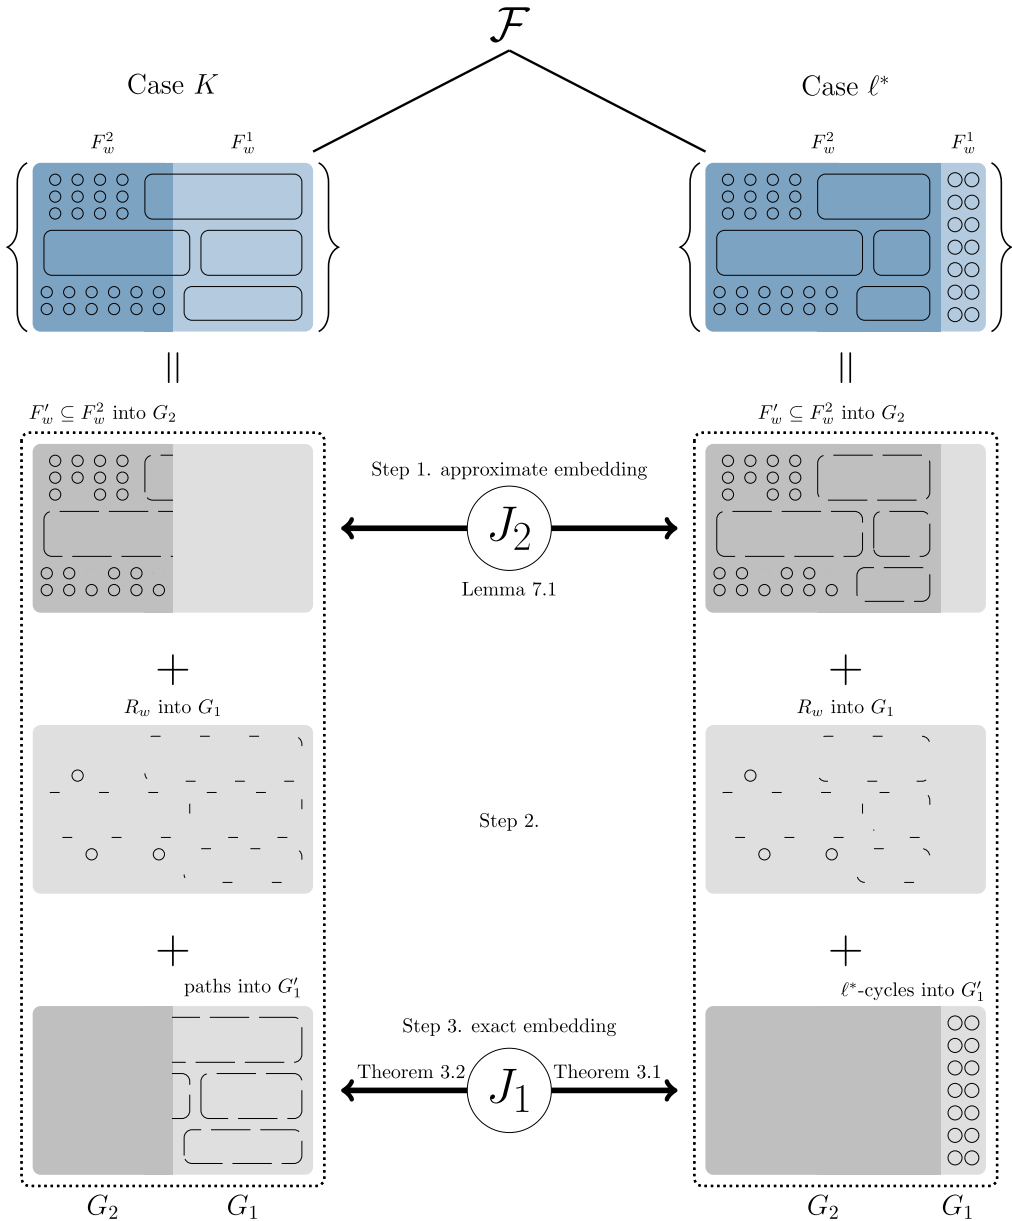 𝓕
Case K
Case ℓ*
F_w^2
F_w^1
F_w^2
F_w^1
=
=
F'_w ⊆ F_w^2 into G_2
F'_w ⊆ F_w^2 into G_2
Step 1. approximate embedding
J_2
Lemma 7.1
+
+
R_w into G_1
R_w into G_1
Step 2.
+
+
paths into G'_1
ℓ*-cycles into G'_1
Step 3. exact embedding
Theorem 3.2
J_1
Theorem 3.1
G_2
G_1
G_2
G_1